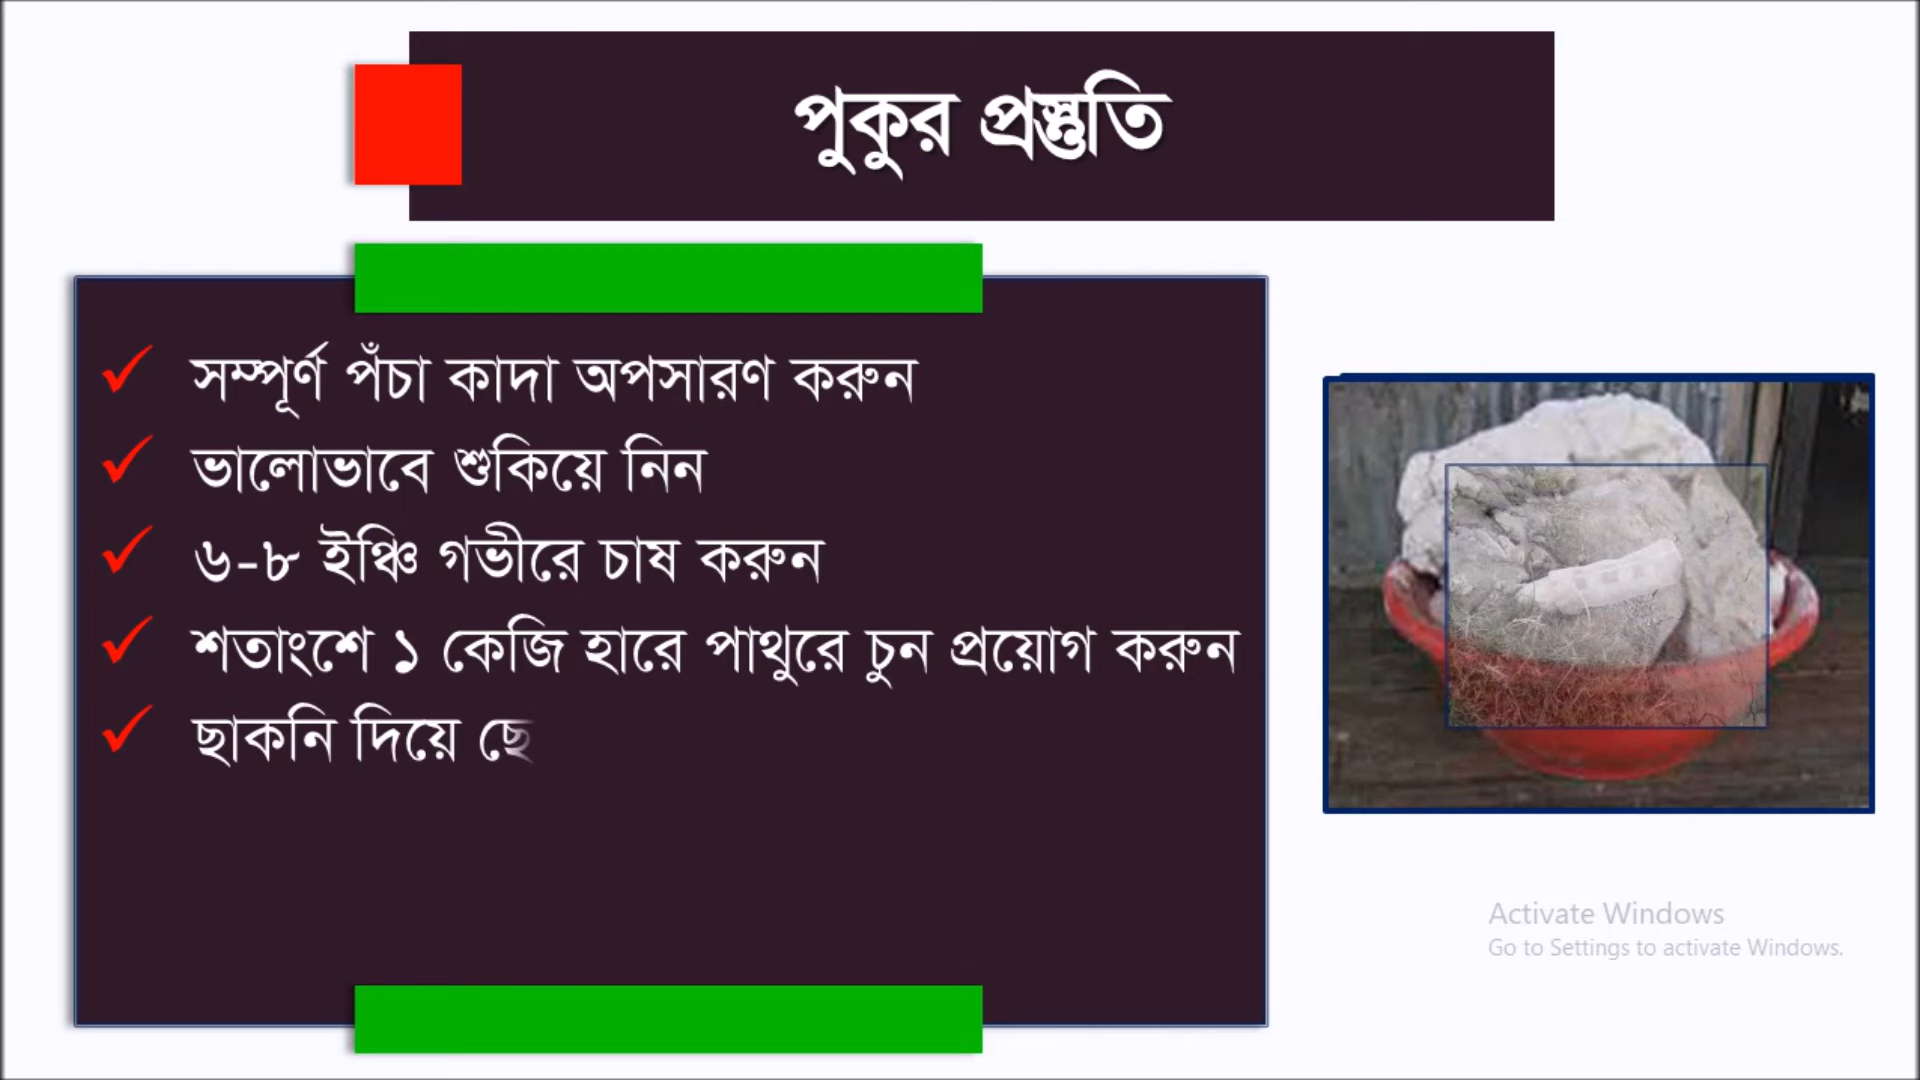 পুকুর প্রস্তুতি
সম্পূর্ণ পঁচা কাদা অপসারণ করুন
ভালোভাবে শুকিয়ে নিন
৬-৮ ইঞ্চি গভীরে চাষ করুন
শতাংশে ১ কেজি হারে পাথুরে চুন প্রয়োগ করুন
ছাকনি দিয়ে ছে
Activate Windows
Go to Settings to activate Windows.